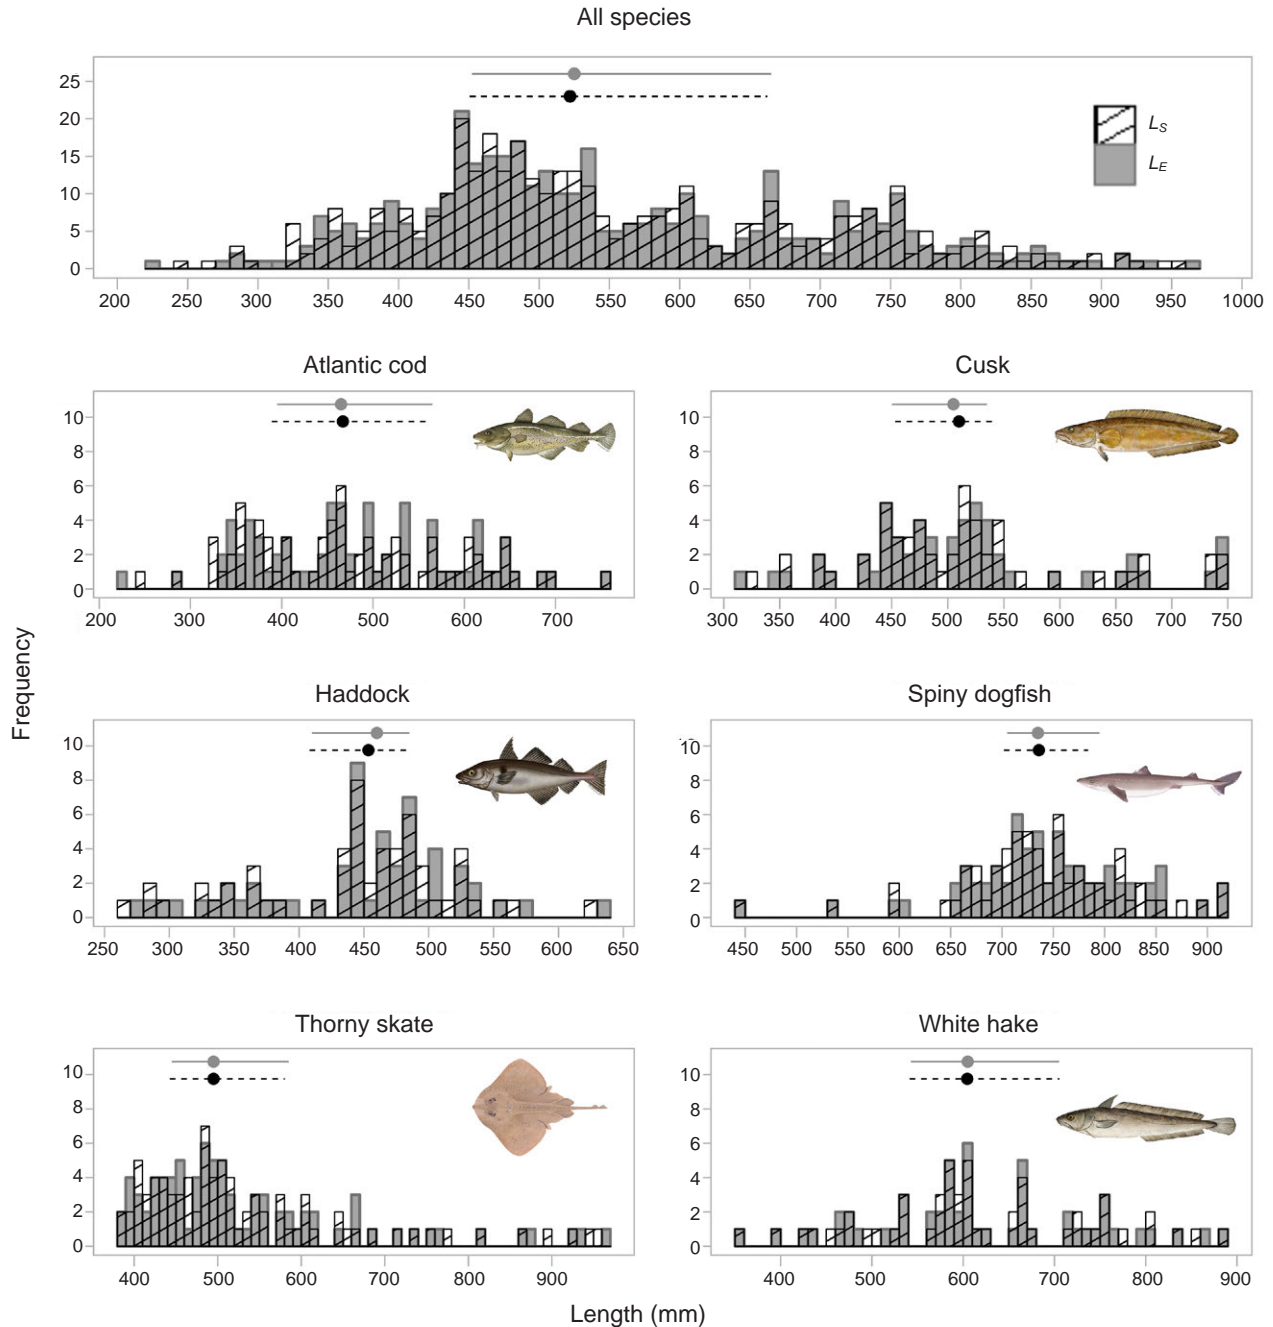 All species
25
20
15
10
5
0
L_S
L_E
200 250 300 350 400 450 500 550 600 650 700 750 800 850 900 950 1000
Atlantic cod
10
8
6
4
2
0
200 300 400 500 600 700
Cusk
10
8
6
4
2
0
300 350 400 450 500 550 600 650 700 750
Frequency
Haddock
10
8
6
4
2
0
250 300 350 400 450 500 550 600 650
Spiny dogfish
10
8
6
4
2
0
450 500 550 600 650 700 750 800 850 900
Thorny skate
10
8
6
4
2
0
400 500 600 700 800 900
White hake
10
8
6
4
2
0
400 500 600 700 800 900
Length (mm)